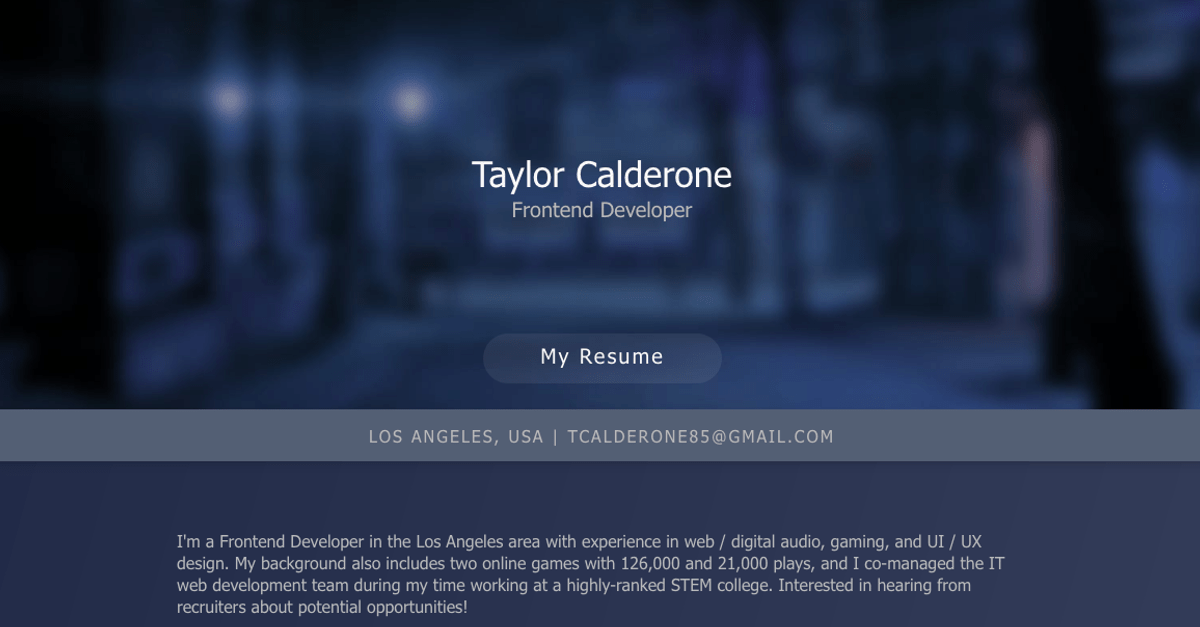 Taylor Calderone
Frontend Developer
My Resume
LOS ANGELES, USA | TCALDERONE85@GMAIL.COM
I'm a Frontend Developer in the Los Angeles area with experience in web / digital audio, gaming, and UI / UX
design. My background also includes two online games with 126,000 and 21,000 plays, and I co-managed the IT
web development team during my time working at a highly-ranked STEM college. Interested in hearing from
recruiters about potential opportunities!